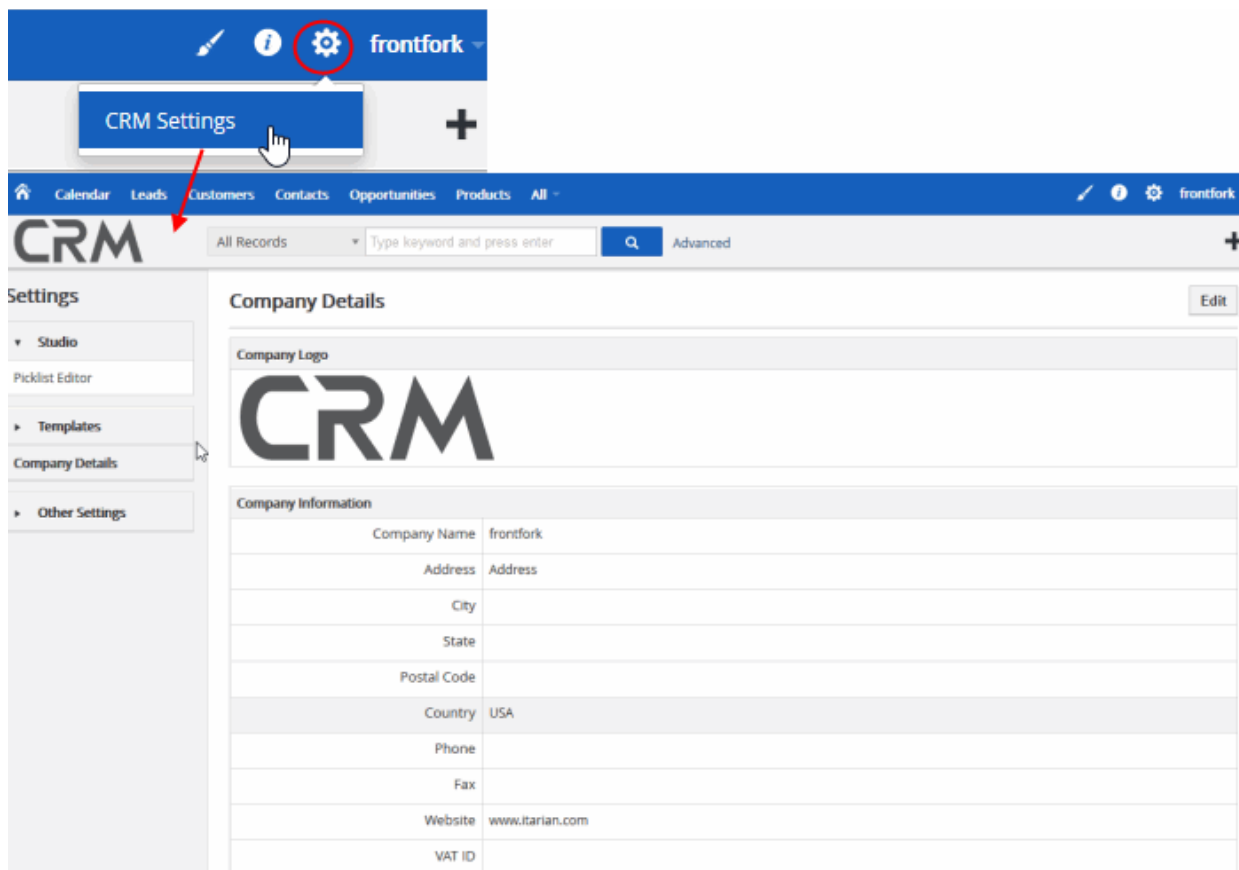 frontfork
CRM Settings
Calendar Leads Customers Contacts Opportunities Products All frontfork
CRM All Records Type keyword and press enter Advanced
Settings
Company Details Edit
Studio
Company Logo
Picklist Editor
CRM
Templates
Company Details
Company Information
Other Settings
Company Name frontfork
Address Address
City
State
Postal Code
Country USA
Phone
Fax
Website www.itarian.com
VAT ID